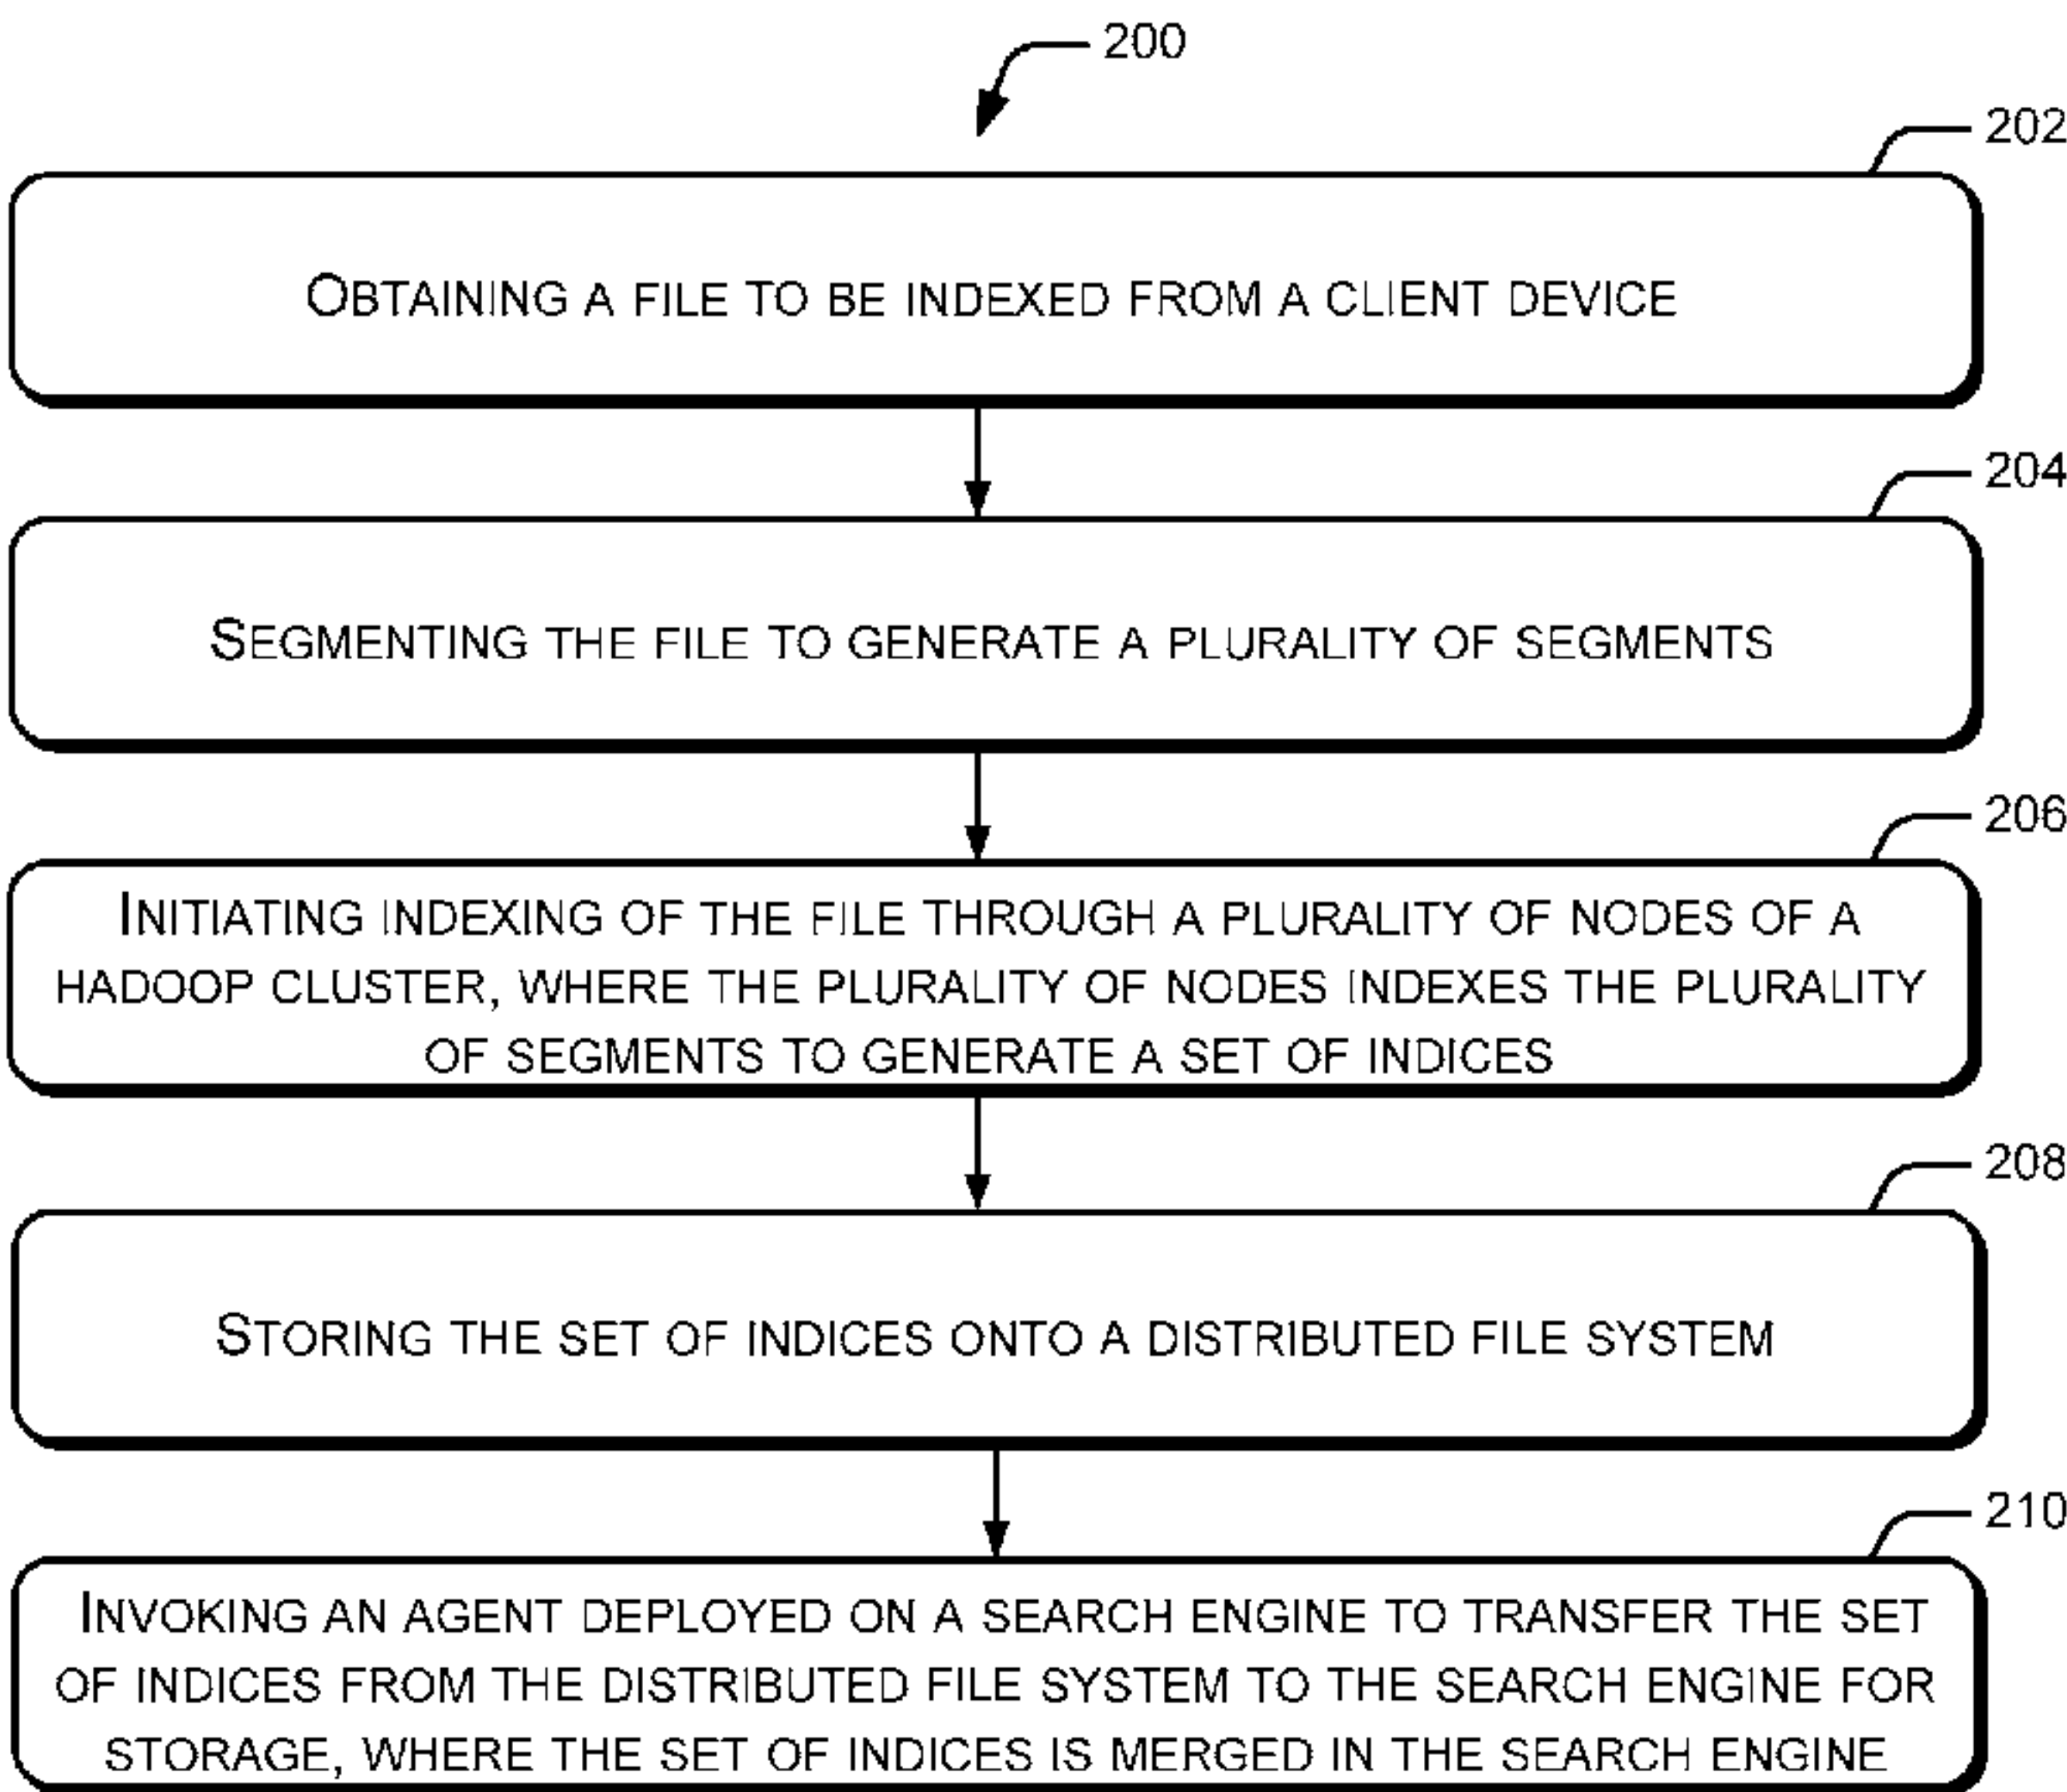 200
202
OBTAINING A FILE TO BE INDEXED FROM A CLIENT DEVICE
204
SEGMENTING THE FILE TO GENERATE A PLURALITY OF SEGMENTS
206
INITIATING INDEXING OF THE FILE THROUGH A PLURALITY OF NODES OF A
HADOOP CLUSTER, WHERE THE PLURALITY OF NODES INDEXES THE PLURALITY
OF SEGMENTS TO GENERATE A SET OF INDICES
208
STORING THE SET OF INDICES ONTO A DISTRIBUTED FILE SYSTEM
210
INVOKING AN AGENT DEPLOYED ON A SEARCH ENGINE TO TRANSFER THE SET
OF INDICES FROM THE DISTRIBUTED FILE SYSTEM TO THE SEARCH ENGINE FOR
STORAGE, WHERE THE SET OF INDICES IS MERGED IN THE SEARCH ENGINE